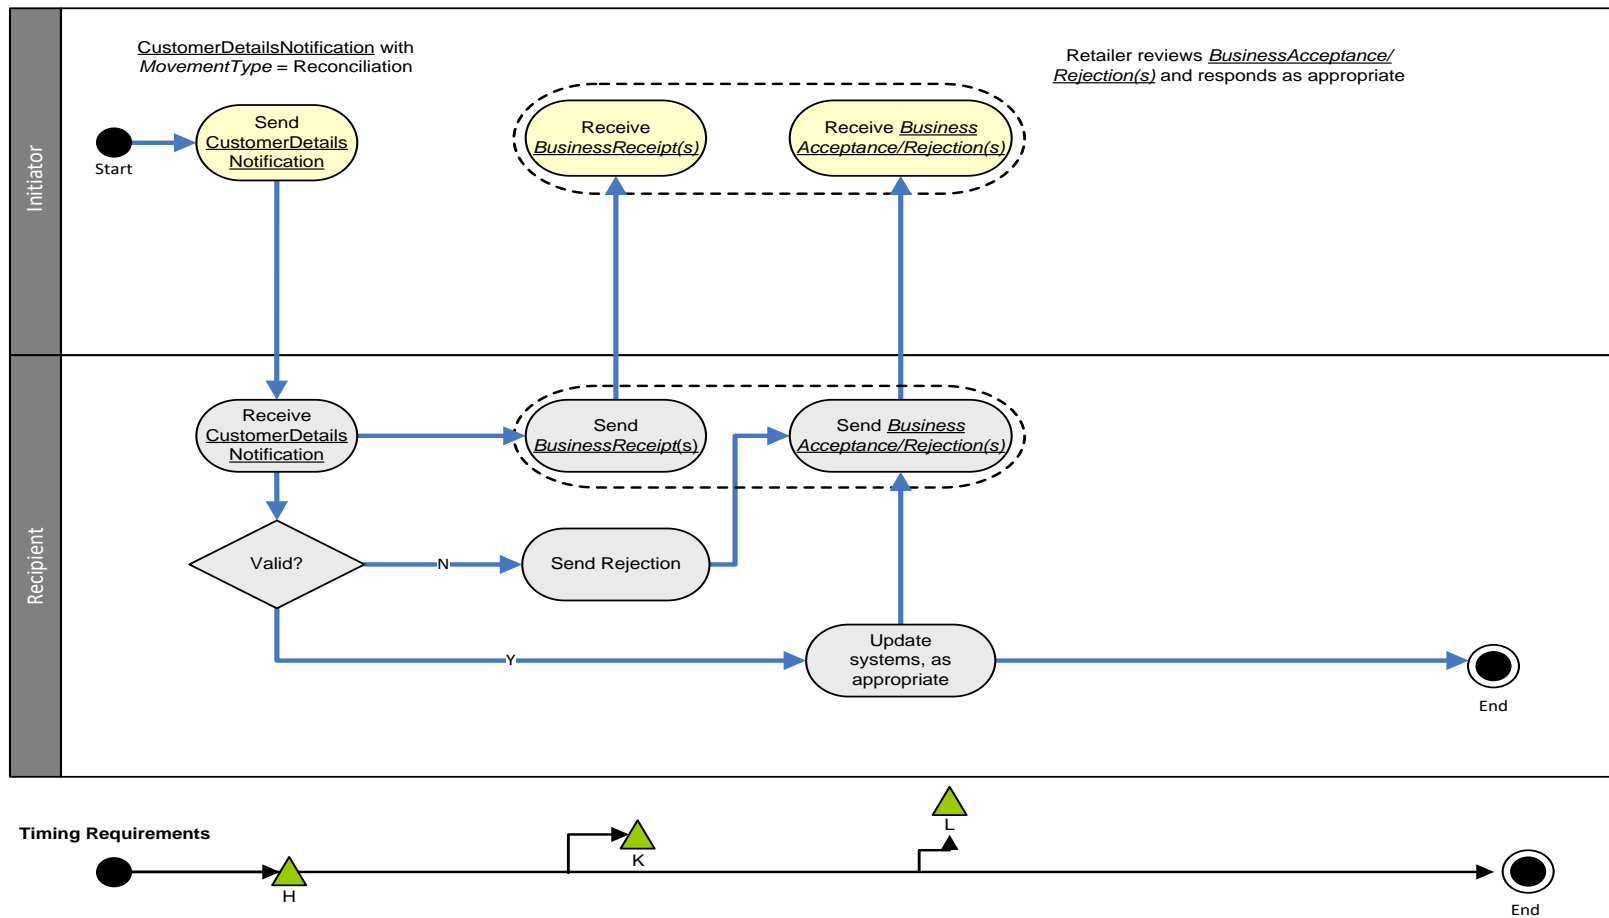 CustomerDetailsNotification with
MovementType = Reconciliation
Retailer reviews BusinessAcceptance/
Rejection(s) and responds as appropriate
Initiator
Start
Send
CustomerDetails
Notification
Receive
BusinessReceipt(s)
Receive Business
Acceptance/Rejection(s)
Recipient
Receive
CustomerDetails
Notification
Send
BusinessReceipt(s)
Send Business
Acceptance/Rejection(s)
Valid?
N
Send Rejection
Y
Update
systems, as
appropriate
End
Timing Requirements
H
K
L
End